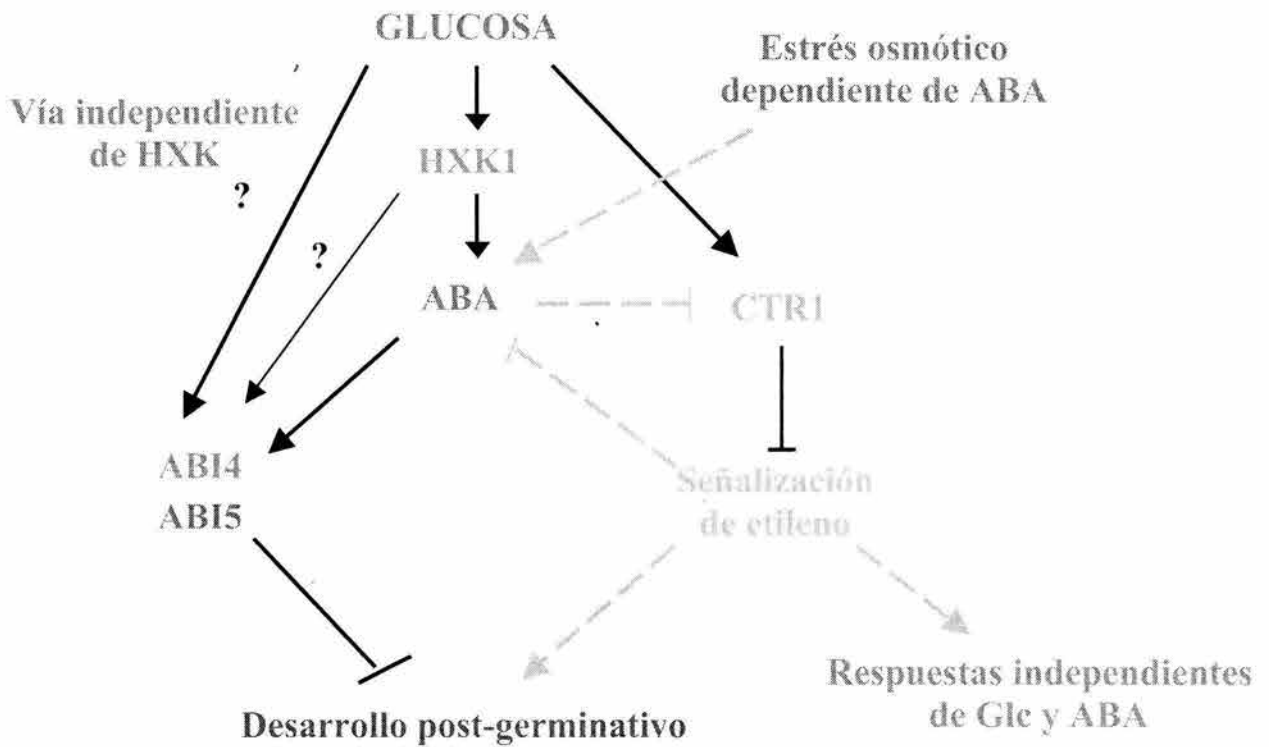 GLUCOSA
Estrés osmótico
dependiente de ABA
Vía independiente
de HXK
HXK1
?
?
ABA
CTR1
ABI4
ABI5
Señalización
de etileno
Respuestas independientes
de Glc y ABA
Desarrollo post-germinativo